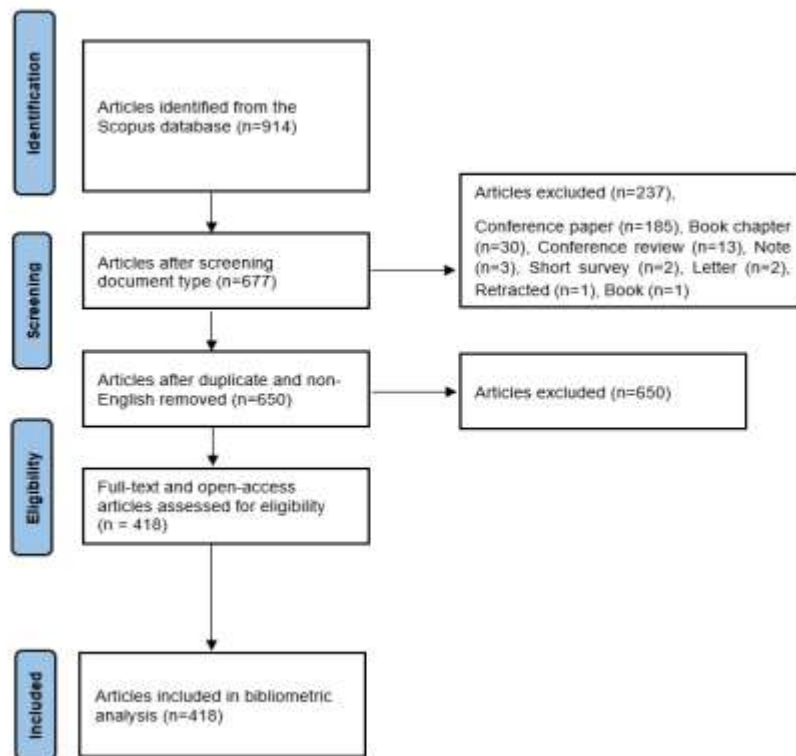 Identification
Articles identified from the
Scopus database (n=914)
Articles excluded (n=237),
Conference paper (n=185), Book chapter
(n=30), Conference review (n=13), Note
(n=3), Short survey (n=2), Letter (n=2),
Retracted (n=1), Book (n=1)
Screening
Articles after screening
document type (n=677)
Articles after duplicate and non-
English removed (n=650)
Articles excluded (n=650)
Eligibility
Full-text and open-access
articles assessed for eligibility
(n = 418)
Included
Articles included in bibliometric
analysis (n=418)